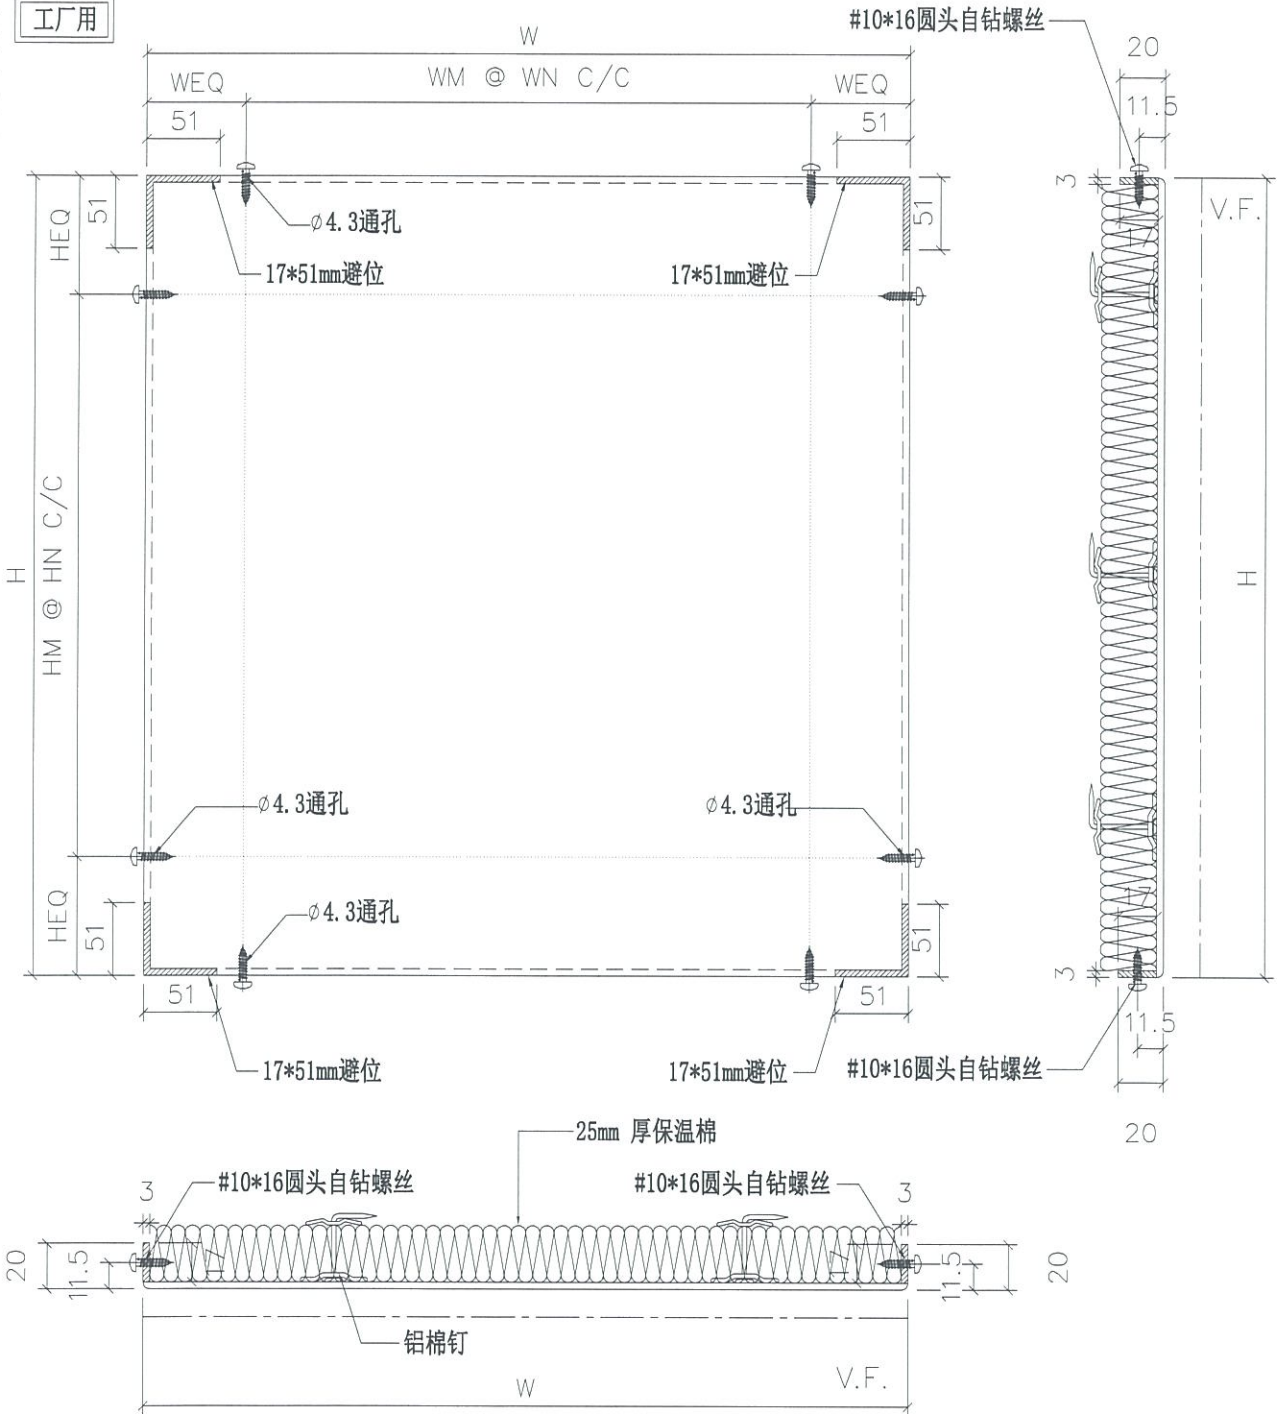 工厂用
#10*16圆头自钻螺丝
W
20
WEQ
WM @ WN C/C
WEQ
11.5
51
51
3
HEQ
51
51
V.F.
ø4.3通孔
17
17*51mm避位
17*51mm避位
H
HM @ HN C/C
H
ø4.3通孔
ø4.3通孔
HEQ
51
ø4.3通孔
51
17
3
51
51
11.5
17*51mm避位
17*51mm避位
#10*16圆头自钻螺丝
20
25mm 厚保温棉
3
#10*16圆头自钻螺丝
#10*16圆头自钻螺丝
3
20
11.5
17
17
11.5
20
铝棉钉
W
V.F.